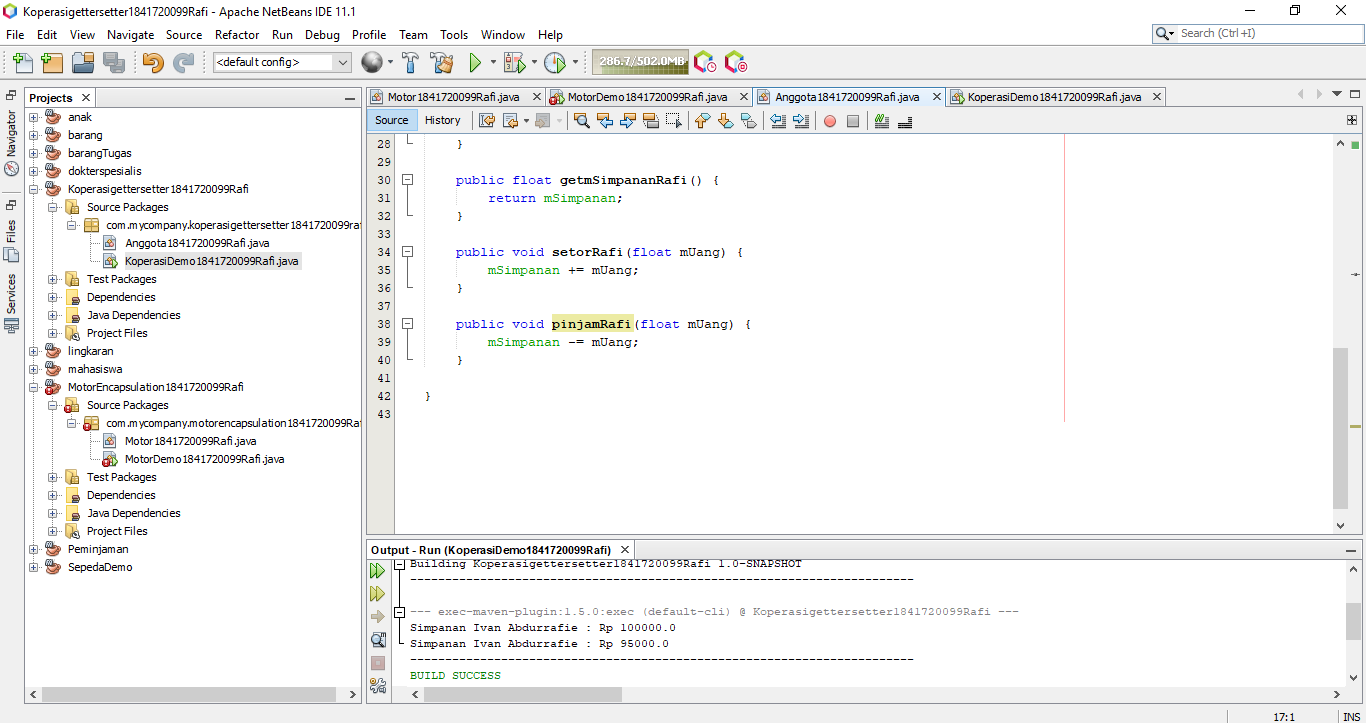 Koperasigettersetter1841720099Rafi - Apache NetBeans IDE 11.1
File Edit View Navigate Source Refactor Run Debug Profile Team Tools Window Help
Search (Ctrl+I)
<default config>
286.7/502.0MB
Projects
Navigator
Files
Services
anak
barang
barangTugas
dokterspesialis
Koperasigettersetter1841720099Rafi
Source Packages
com.mycompany.koperasigettersetter1841720099raf
Anggota1841720099Rafi.java
KoperasiDemo1841720099Rafi.java
Test Packages
Dependencies
Java Dependencies
Project Files
lingkaran
mahasiswa
MotorEncapsulation1841720099Rafi
Source Packages
com.mycompany.motorencapsulation1841720099Ra
Motor1841720099Rafi.java
MotorDemo1841720099Rafi.java
Test Packages
Dependencies
Java Dependencies
Project Files
Peminjaman
SepedaDemo
Motor1841720099Rafi.java MotorDemo1841720099Rafi.java Anggota1841720099Rafi.java KoperasiDemo1841720099Rafi.java
Source History
28 }
29
30 public float getmSimpananRafi() {
31 return mSimpanan;
32 }
33
34 public void setorRafi(float mUang) {
35 mSimpanan += mUang;
36 }
37
38 public void pinjamRafi(float mUang) {
39 mSimpanan -= mUang;
40 }
41
42 }
43
Output - Run (KoperasiDemo1841720099Rafi)
Building Koperasigettersetter1841720099Rafi 1.0-SNAPSHOT
------------------------------------------------------------------------
--- exec-maven-plugin:1.5.0:exec (default-cli) @ Koperasigettersetter1841720099Rafi ---
Simpanan Ivan Abdurrafie : Rp 100000.0
Simpanan Ivan Abdurrafie : Rp 95000.0
------------------------------------------------------------------------
BUILD SUCCESS
17:1 INS